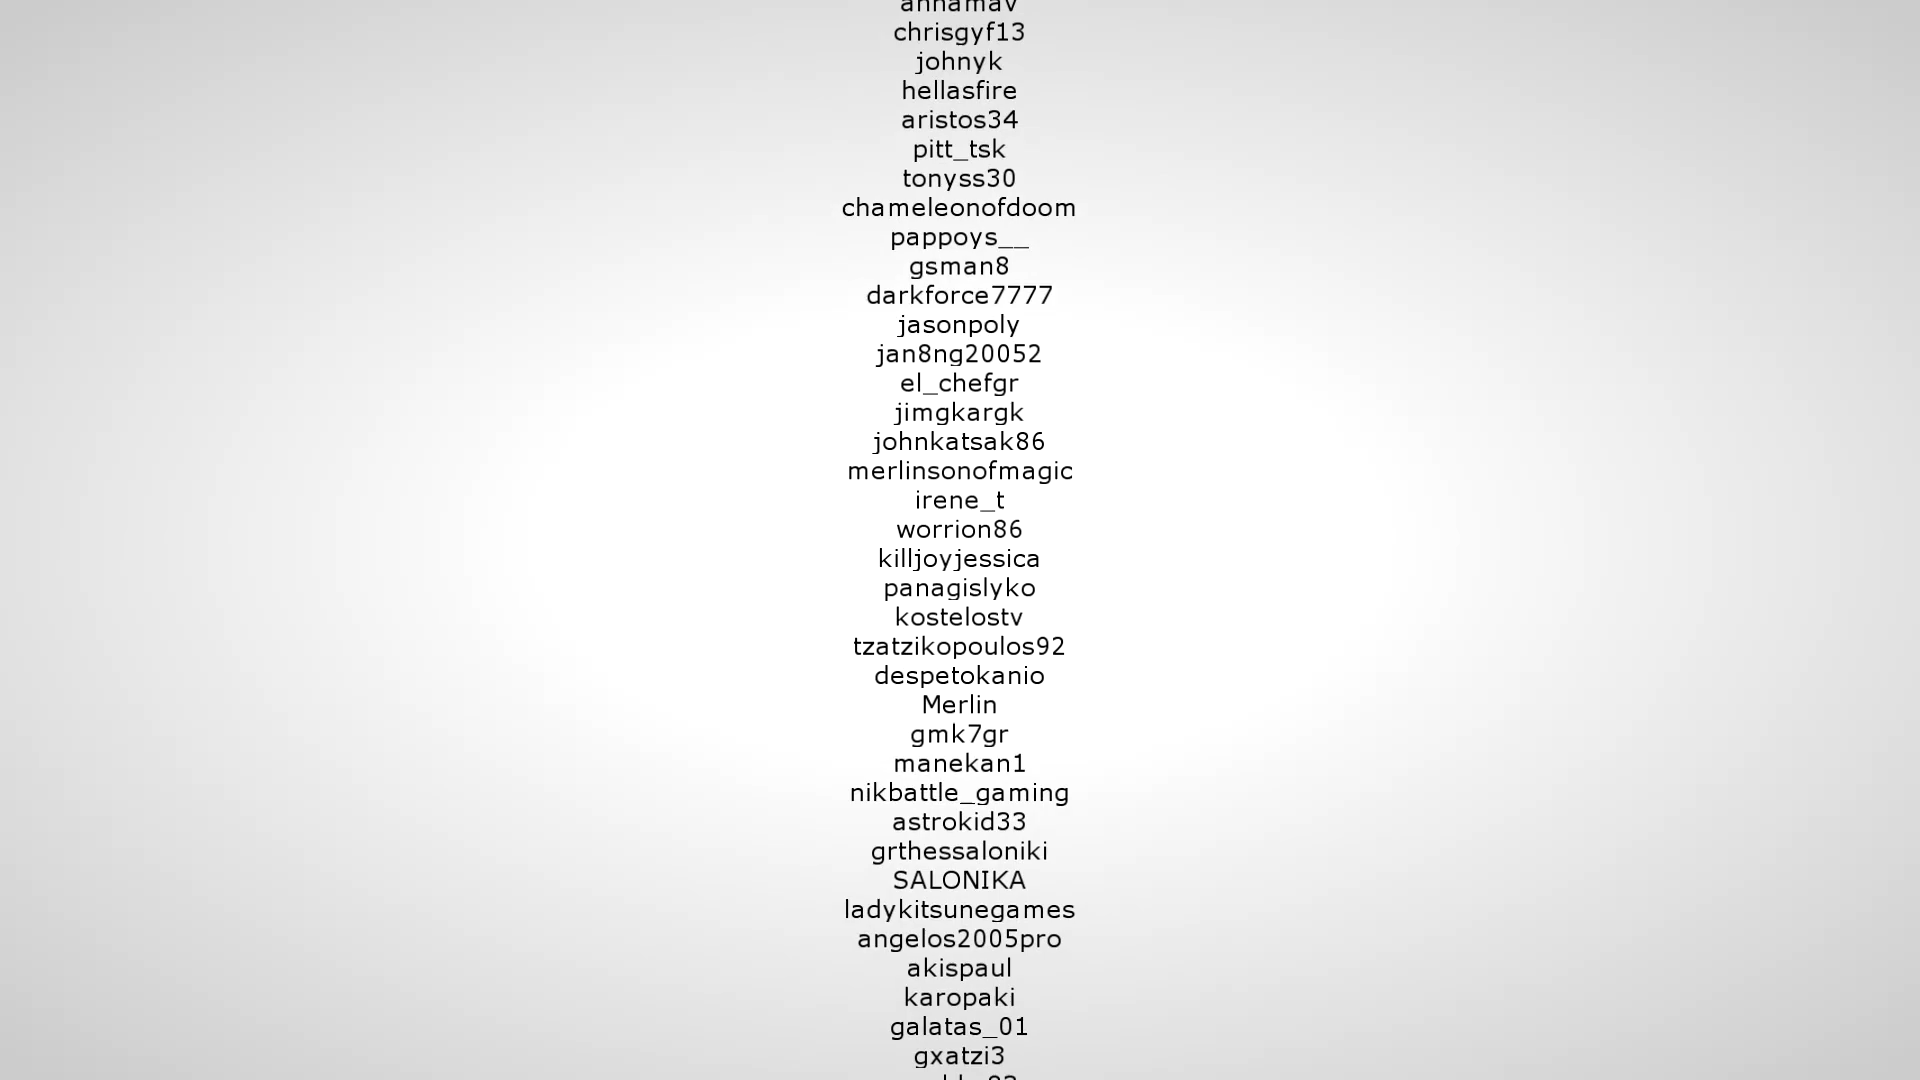 annamav
chrisgyf13
johnyk
hellasfire
aristos34
pitt_tsk
tonyss30
chameleonofdoom
pappoys__
gsman8
darkforce7777
jasonpoly
jan8ng20052
el_chefgr
jimgkargk
johnkatsak86
merlinsonofmagic
irene_t
worrion86
killjoyjessica
panagislyko
kostelostv
tzatzikopoulos92
despetokanio
Merlin
gmk7gr
manekan1
nikbattle_gaming
astrokid33
grthessaloniki
SALONIKA
ladykitsunegames
angelos2005pro
akispaul
karopaki
galatas_01
gxatzi3